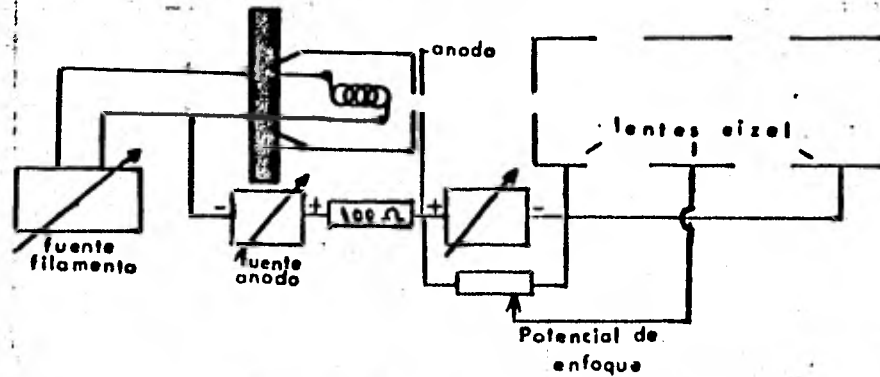 anodo
lentes eizel
- + 100 Ω + -
fuente
filamento
fuente
anodo
Potencial de
enfoque